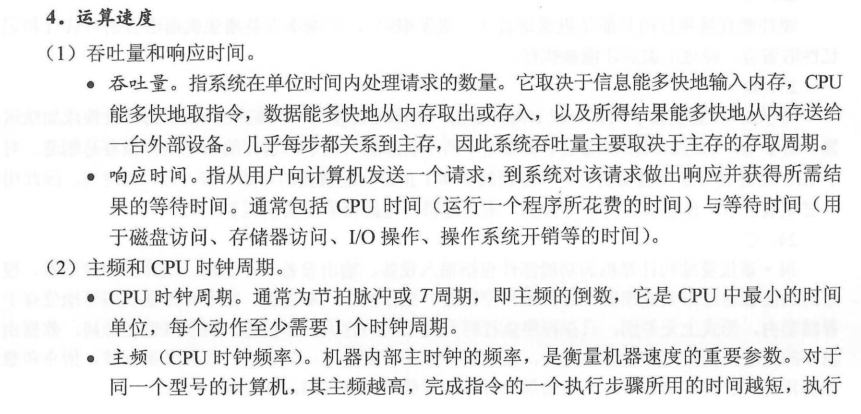 4．运算速度
（1）吞吐量和响应时间。
● 吞吐量。指系统在单位时间内处理请求的数量。它取决于信息能多快地输入内存，CPU
能多快地取指令，数据能多快地从内存取出或存入，以及所得结果能多快地从内存送给
一台外部设备。几乎每步都关系到主存，因此系统吞吐量主要取决于主存的存取周期。
● 响应时间。指从用户向计算机发送一个请求，到系统对该请求做出响应并获得所需结
果的等待时间。通常包括 CPU 时间（运行一个程序所花费的时间）与等待时间（用
于磁盘访问、存储器访问、I/O 操作、操作系统开销等的时间）。
（2）主频和 CPU 时钟周期。
● CPU 时钟周期。通常为节拍脉冲或 T周期，即主频的倒数，它是 CPU 中最小的时间
单位，每个动作至少需要 1 个时钟周期。
● 主频（CPU 时钟频率）。机器内部主时钟的频率，是衡量机器速度的重要参数。对于
同一个型号的计算机，其主频越高，完成指令的一个执行步骤所用的时间越短，执行